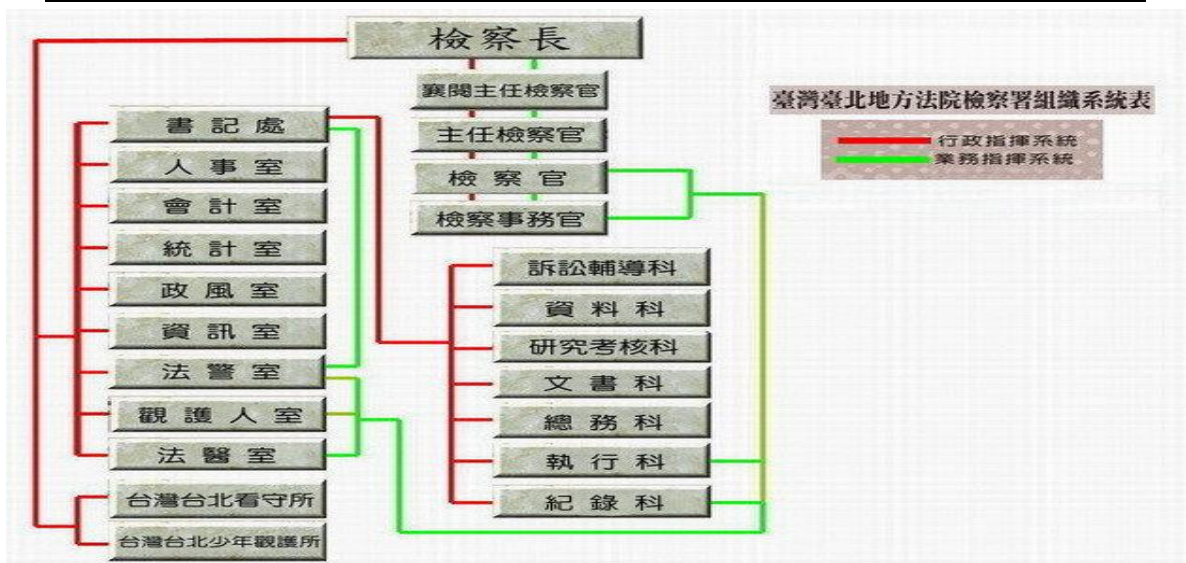 檢察長
襄閱主任檢察官
主任檢察官
檢察官
檢察事務官
臺灣臺北地方法院檢察署組織系統表
行政指揮系統
業務指揮系統
書記處
人事室
會計室
統計室
政風室
資訊室
法警室
觀護人室
法醫室
台灣台北看守所
台灣台北少年觀護所
訴訟輔導科
資料科
研究考核科
文書科
總務科
執行科
紀錄科